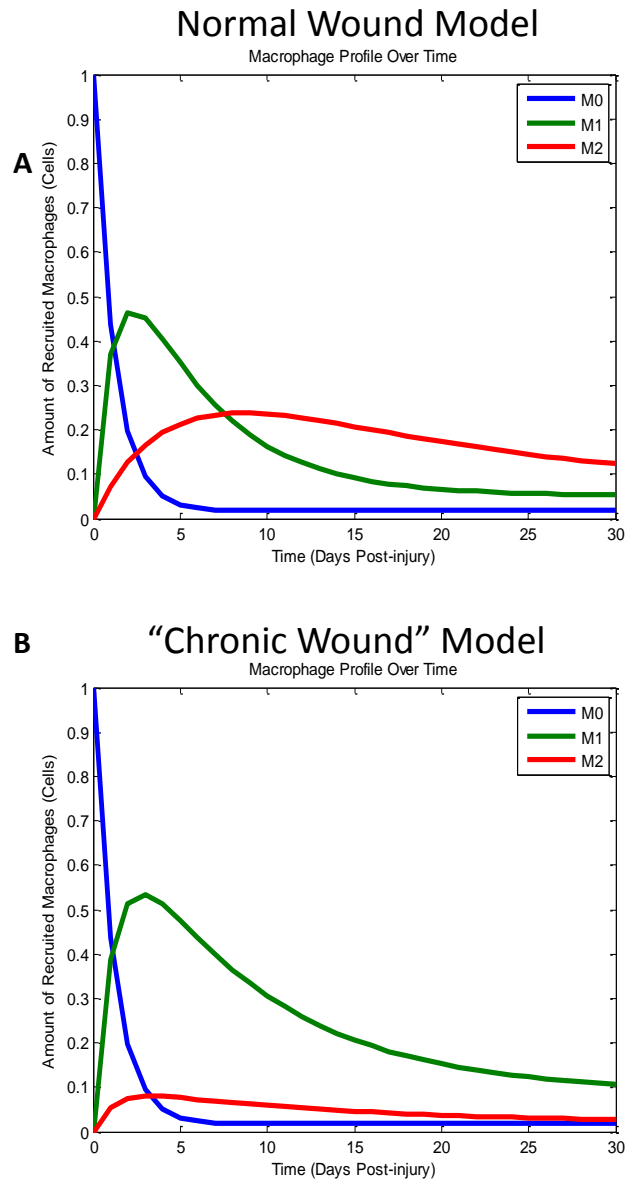 Normal Wound Model
Macrophage Profile Over Time
A
Amount of Recruited Macrophages (Cells)
1
0.9
0.8
0.7
0.6
0.5
0.4
0.3
0.2
0.1
0
M0
M1
M2
0 5 10 15 20 25 30
Time (Days Post-injury)
B
“Chronic Wound” Model
Macrophage Profile Over Time
Amount of Recruited Macrophages (Cells)
1
0.9
0.8
0.7
0.6
0.5
0.4
0.3
0.2
0.1
0
M0
M1
M2
0 5 10 15 20 25 30
Time (Days Post-injury)